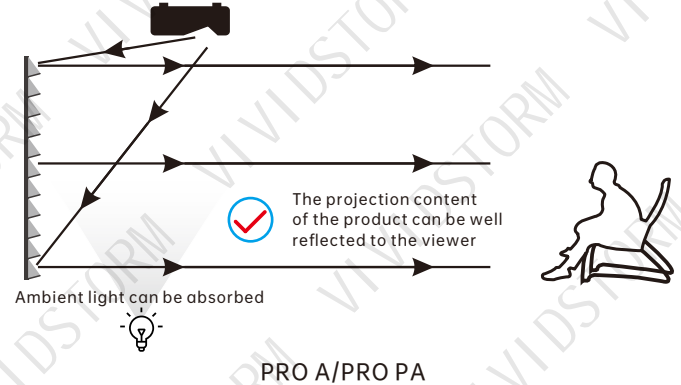 The projection content
of the product can be well
reflected to the viewer
Ambient light can be absorbed
PRO A/PRO PA
VIVIDSTORM